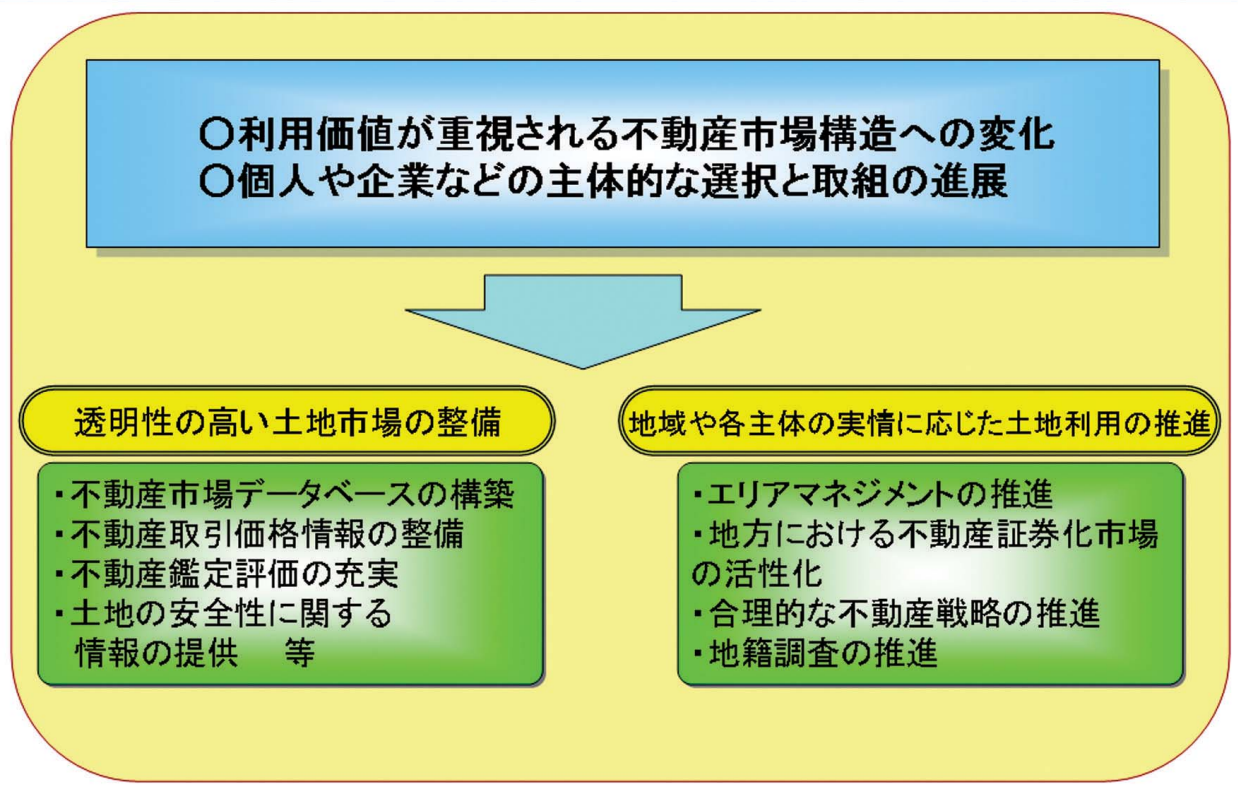 ○利用価値が重視される不動産市場構造への変化
○個人や企業などの主体的な選択と取組の進展
透明性の高い土地市場の整備
・不動産市場データベースの構築
・不動産取引価格情報の整備
・不動産鑑定評価の充実
・土地の安全性に関する
情報の提供　等
地域や各主体の実情に応じた土地利用の推進
・エリアマネジメントの推進
・地方における不動産証券化市場
の活性化
・合理的な不動産戦略の推進
・地籍調査の推進